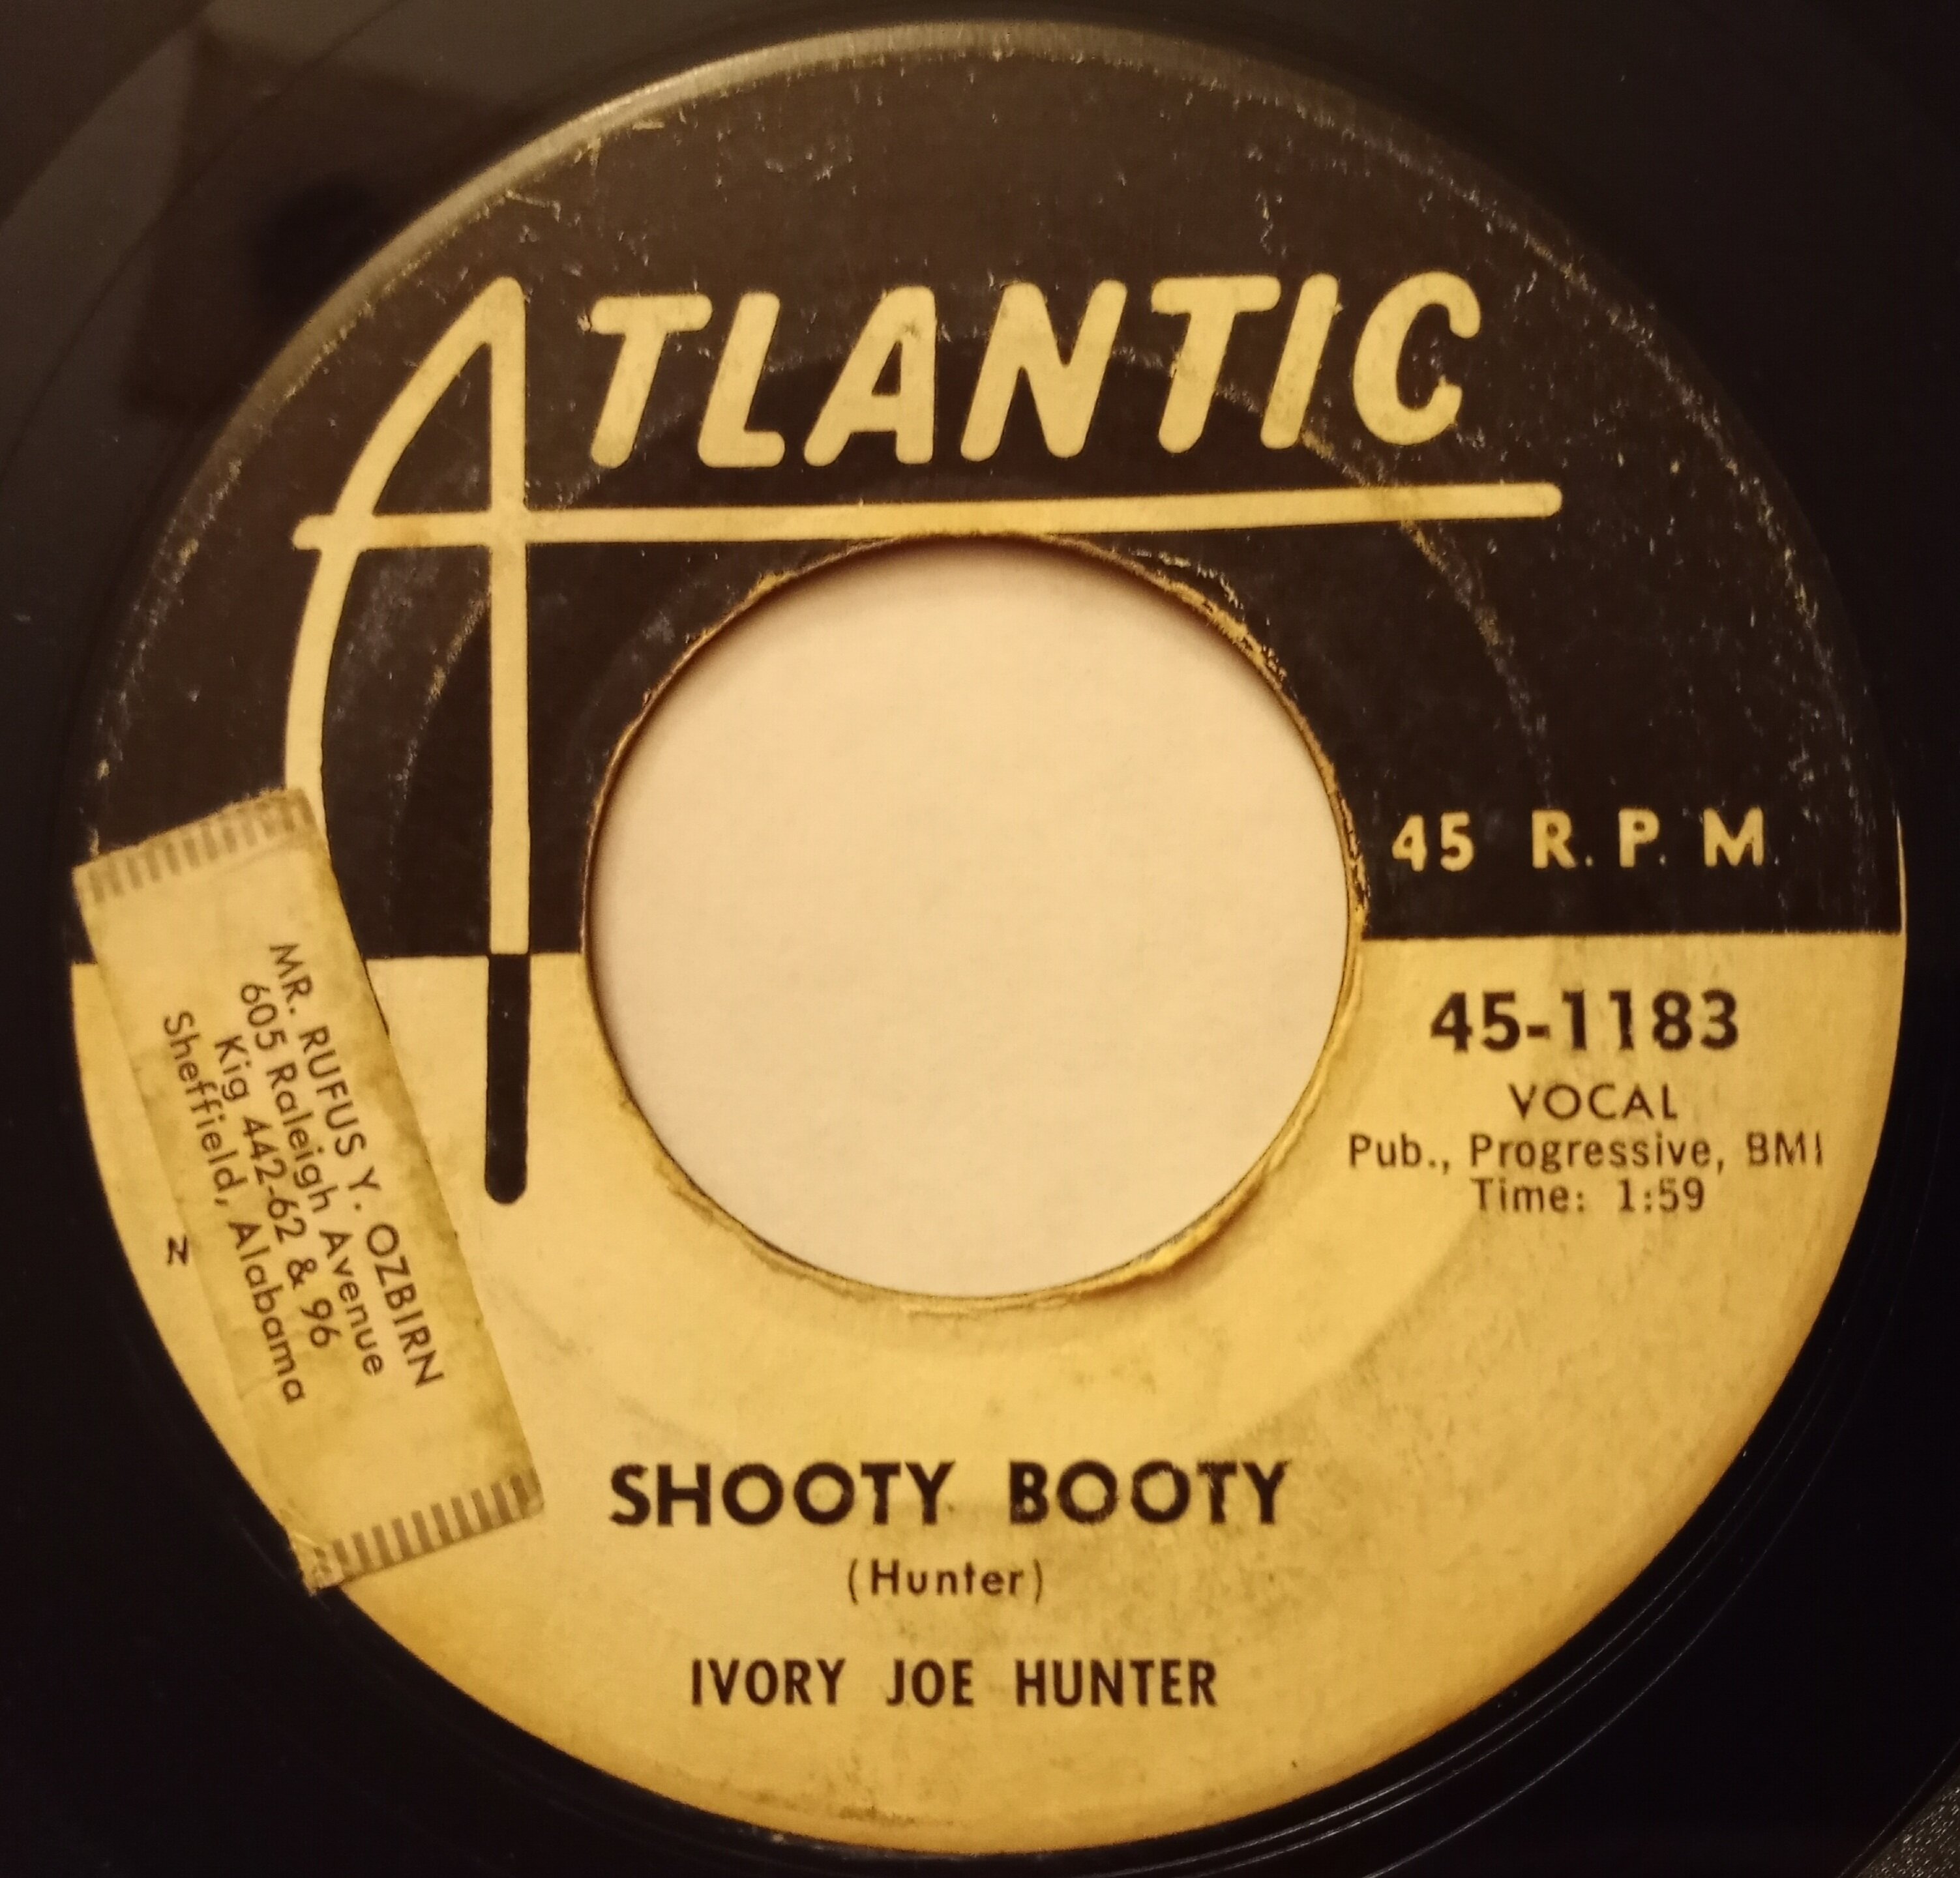 ATLANTIC
45 R.P.M.
45-1183
VOCAL
Pub., Progressive, BMI
Time: 1:59
MR. RUFUS Y. OZBIRN
605 Raleigh Avenue
Kig 442-62 & 96
Sheffield, Alabama
SHOOTY BOOTY
(Hunter)
IVORY JOE HUNTER